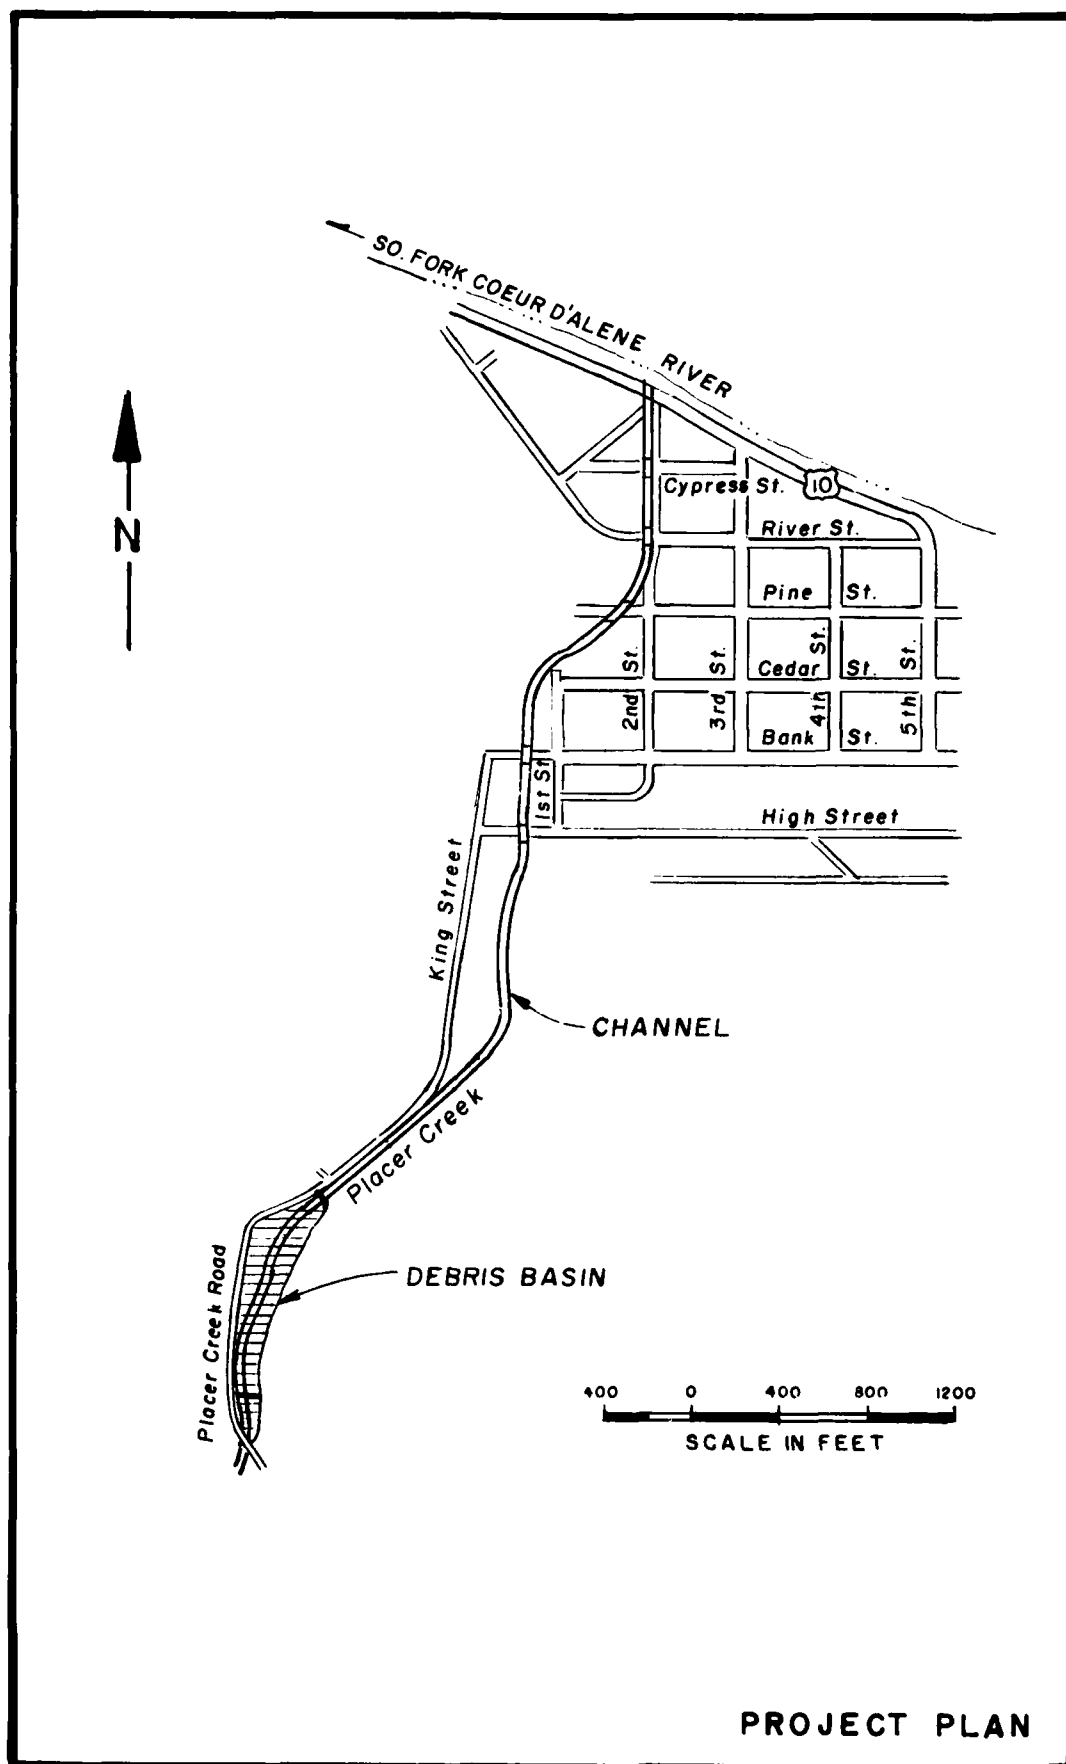 SO. FORK COEUR D'ALENE RIVER
N
Cypress St.
10
River St.
Pine St.
Cedar St.
Bank St.
2nd St.
3rd St.
4th St.
5th St.
1st St
High Street
King Street
CHANNEL
Placer Creek
DEBRIS BASIN
Placer Creek Road
400 0 400 800 1200
SCALE IN FEET
PROJECT PLAN